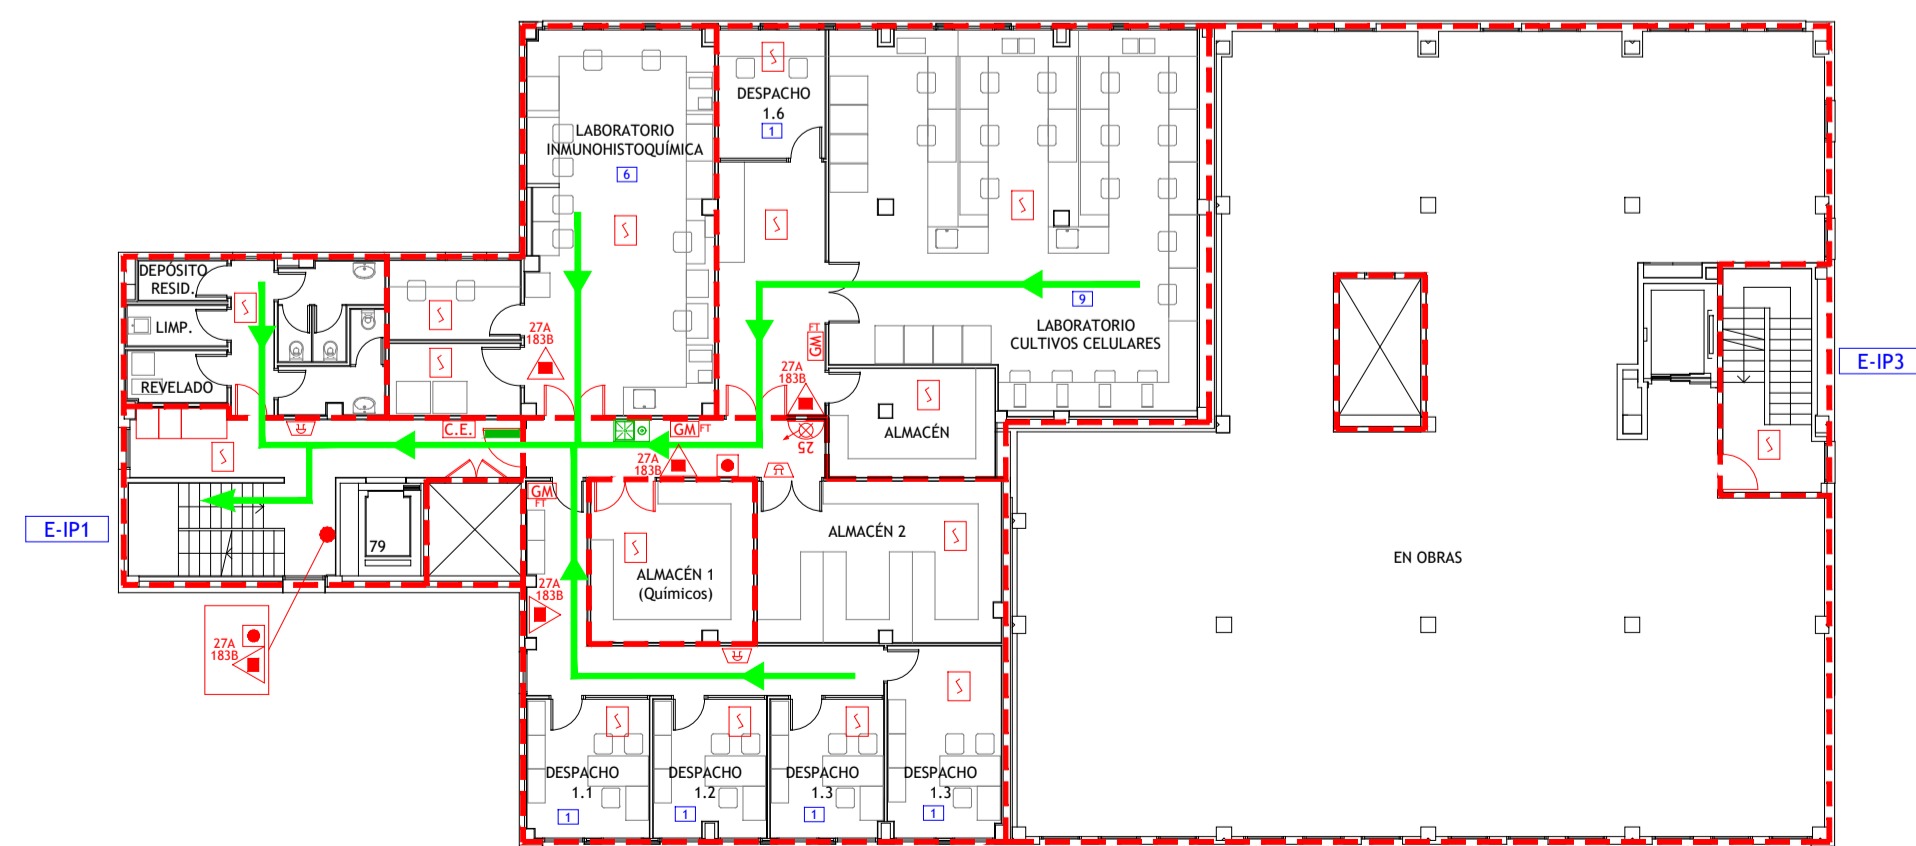 DESPACHO
1.6
1
LABORATORIO
INMUNOHISTOQUÍMICA
6
DEPÓSITO
RESID.
LIMP.
REVELADO
27A
183B
FT
GM
9
LABORATORIO
CULTIVOS CELULARES
E-IP3
27A
183B
C.E.
GM FT
25
ALMACÉN
27A
183B
GM
FT
E-IP1
79
ALMACÉN 2
EN OBRAS
ALMACÉN 1
(Químicos)
27A
183B
27A
183B
DESPACHO
1.1
1
DESPACHO
1.2
1
DESPACHO
1.3
1
DESPACHO
1.3
1